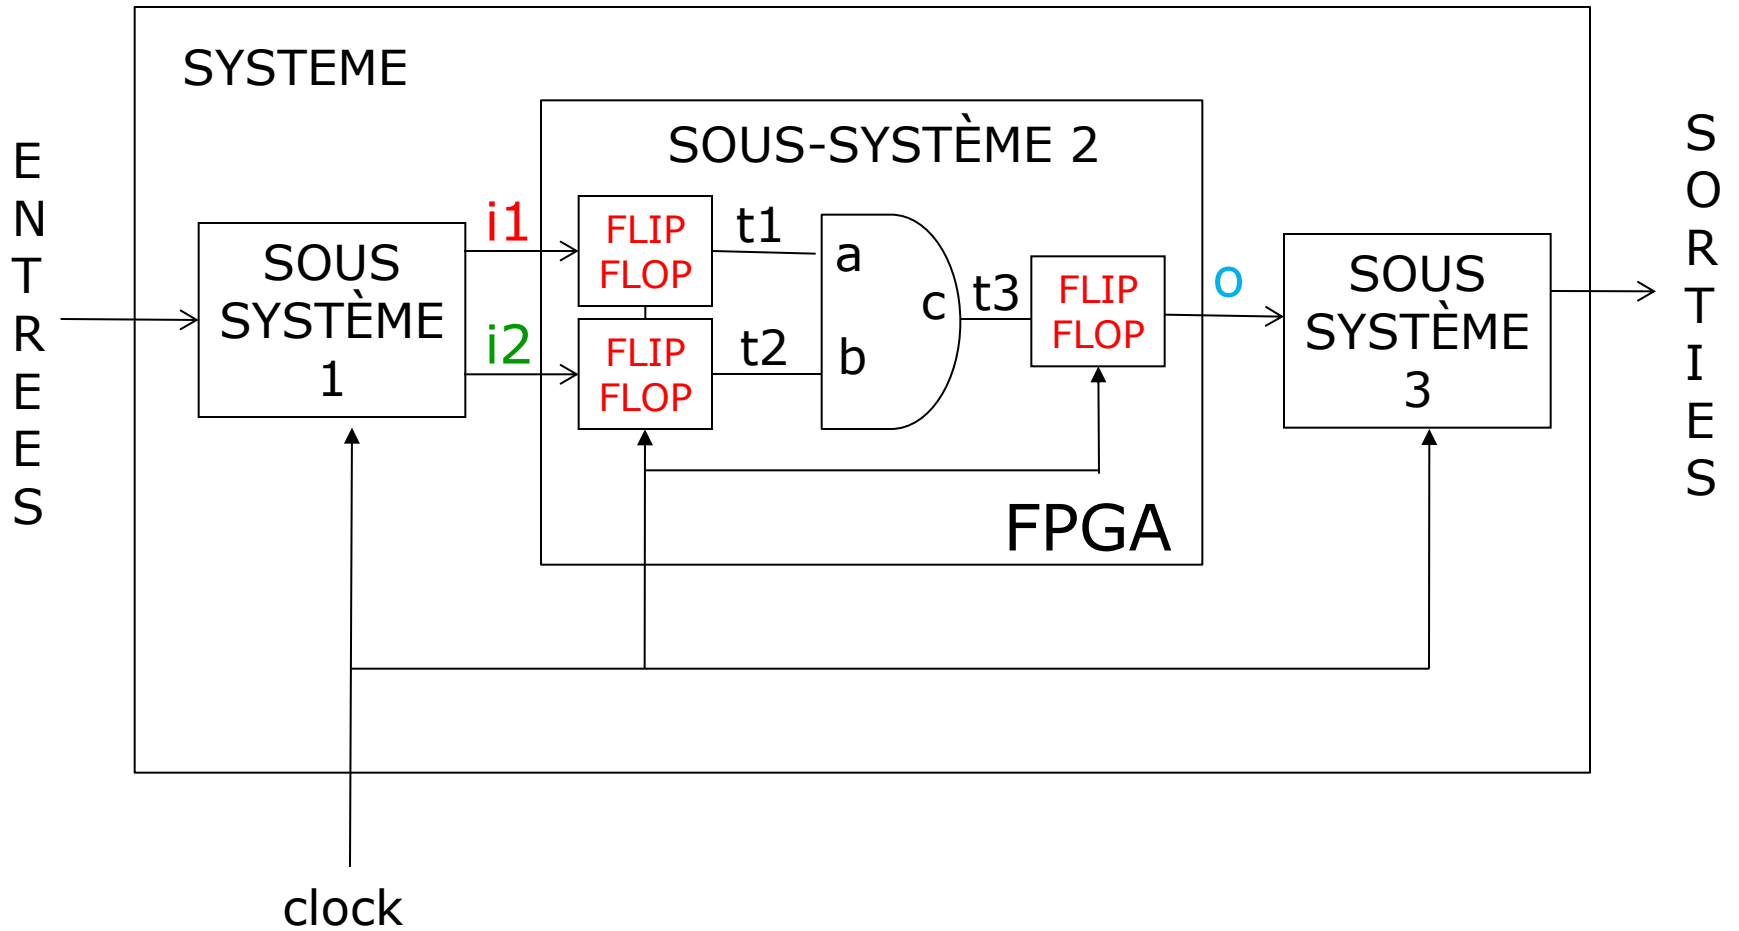 SYSTEME
E
N
T
R
E
E
S
SOUS
SYSTÈME
1
i1
i2
SOUS-SYSTÈME 2
FLIP
FLOP
FLIP
FLOP
t1
t2
a
b
c
t3
FLIP
FLOP
FPGA
o
SOUS
SYSTÈME
3
S
O
R
T
I
E
S
clock